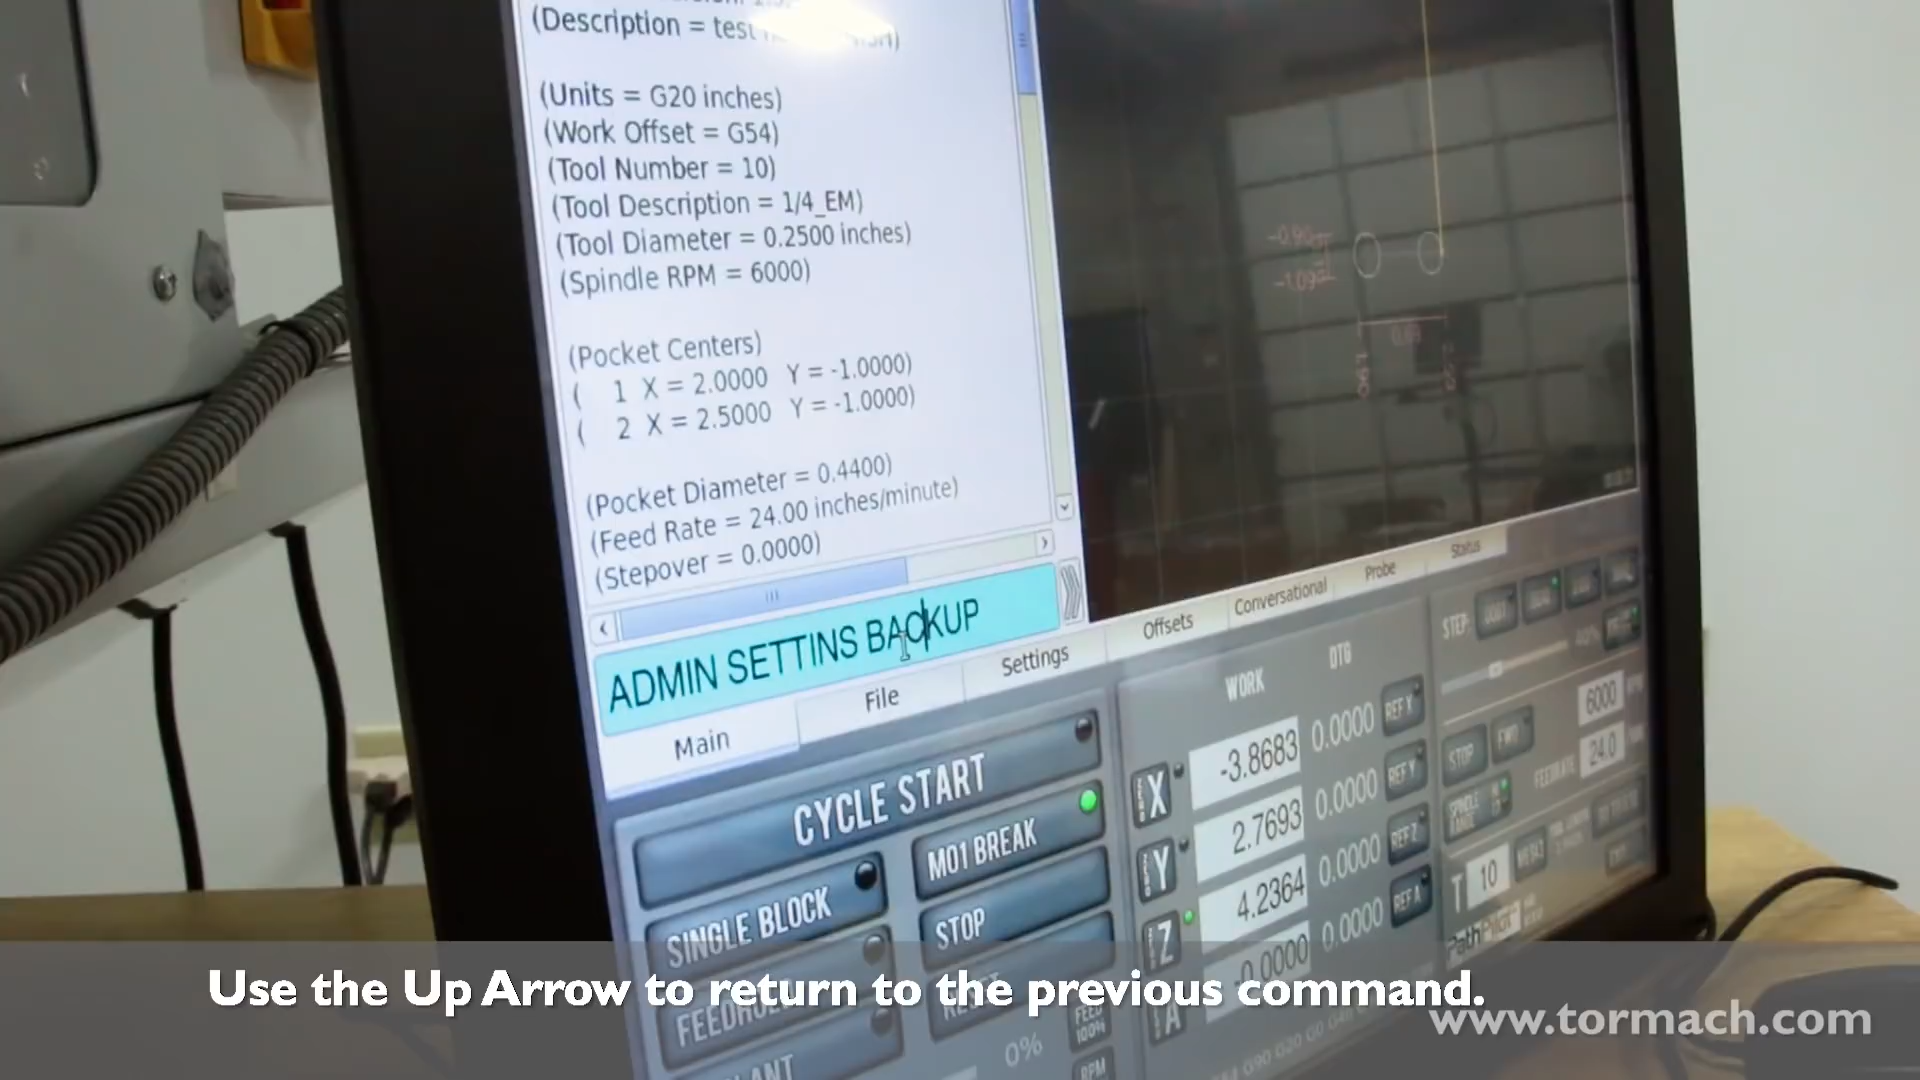 (Description = test
(Units = G20 inches)
(Work Offset = G54)
(Tool Number = 10)
(Tool Description = 1/4_EM)
(Tool Diameter = 0.2500 inches)
(Spindle RPM = 6000)
(Pocket Centers)
( 1 X = 2.0000 Y = -1.0000)
( 2 X = 2.5000 Y = -1.0000)
(Pocket Diameter = 0.4400)
(Feed Rate = 24.00 inches/minute)
(Stepover = 0.0000)
ADMIN SETTINS BACKUP
Main
File
Settings
Offsets
Conversational
Probe
Status
CYCLE START
SINGLE BLOCK
M01 BREAK
STOP
WORK
DTG
X -3.8683 0.0000 REF X
Y 2.7693 0.0000 REF Y
Z 4.2364 0.0000 REF Z
A 0.0000 0.0000 REF A
STEP:
STOP FWD
6000
FEEDRATE 24.0
SPINDLE RANGE
T 10
PathPilot
FEED 100%
0%
RPM
Use the Up Arrow to return to the previous command.
www.tormach.com